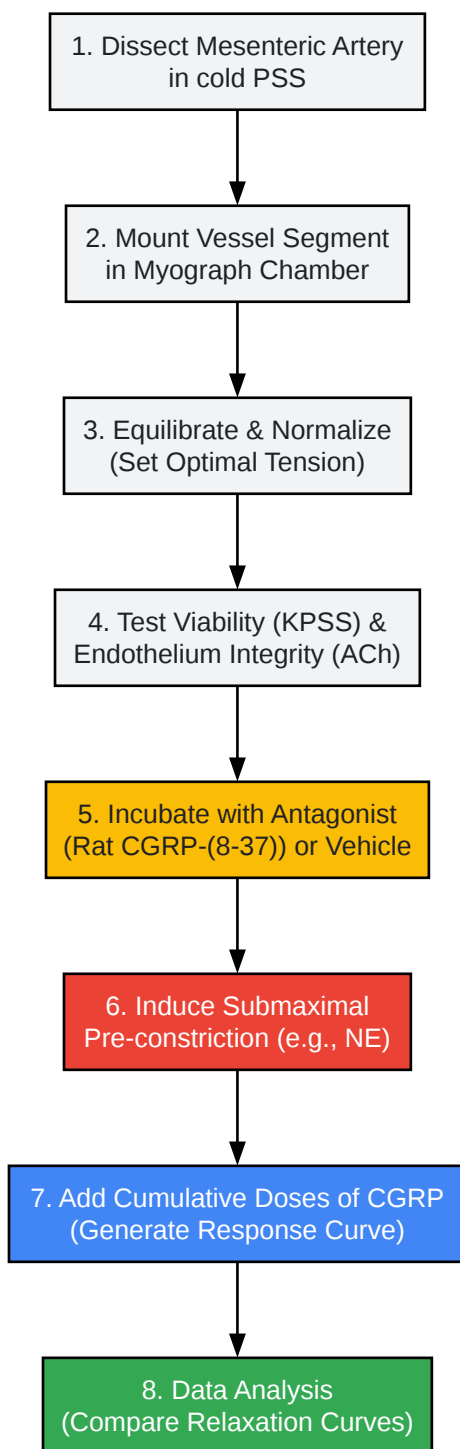 1. Dissect Mesenteric Artery
in cold PSS
2. Mount Vessel Segment
in Myograph Chamber
3. Equilibrate & Normalize
(Set Optimal Tension)
4. Test Viability (KPSS) &
Endothelium Integrity (ACh)
5. Incubate with Antagonist
(Rat CGRP-(8-37)) or Vehicle
6. Induce Submaximal
Pre-constriction (e.g., NE)
7. Add Cumulative Doses of CGRP
(Generate Response Curve)
8. Data Analysis
(Compare Relaxation Curves)